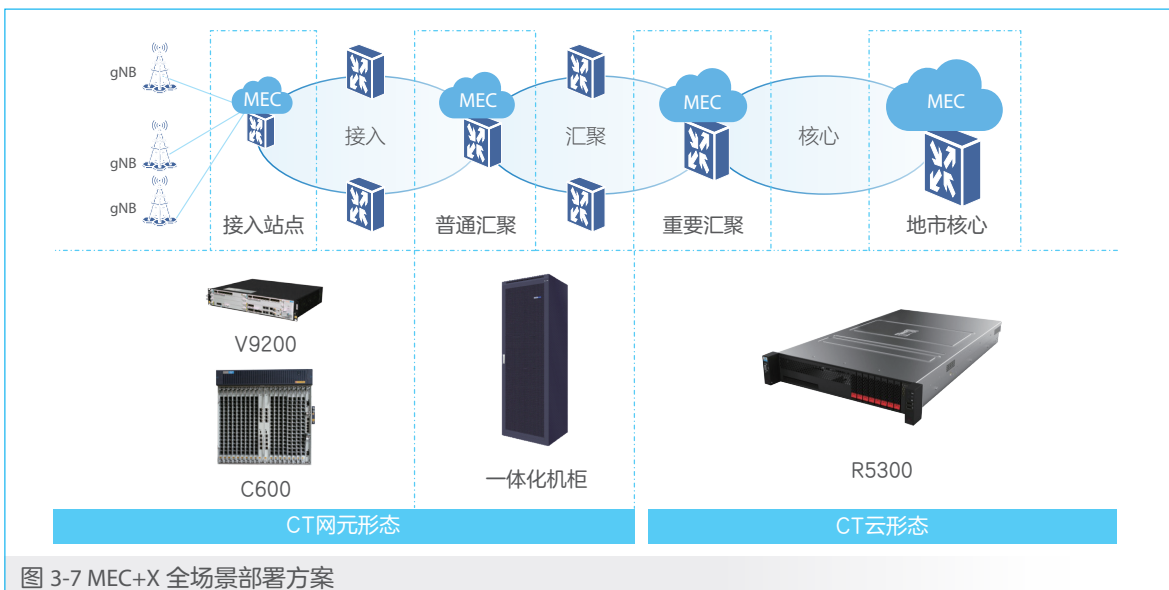 gNB
gNB
gNB
MEC
MEC
MEC
MEC
接入
汇聚
核心
接入站点
普通汇聚
重要汇聚
地市核心
V9200
C600
一体化机柜
R5300
CT网元形态
CT云形态
图 3-7 MEC+X 全场景部署方案